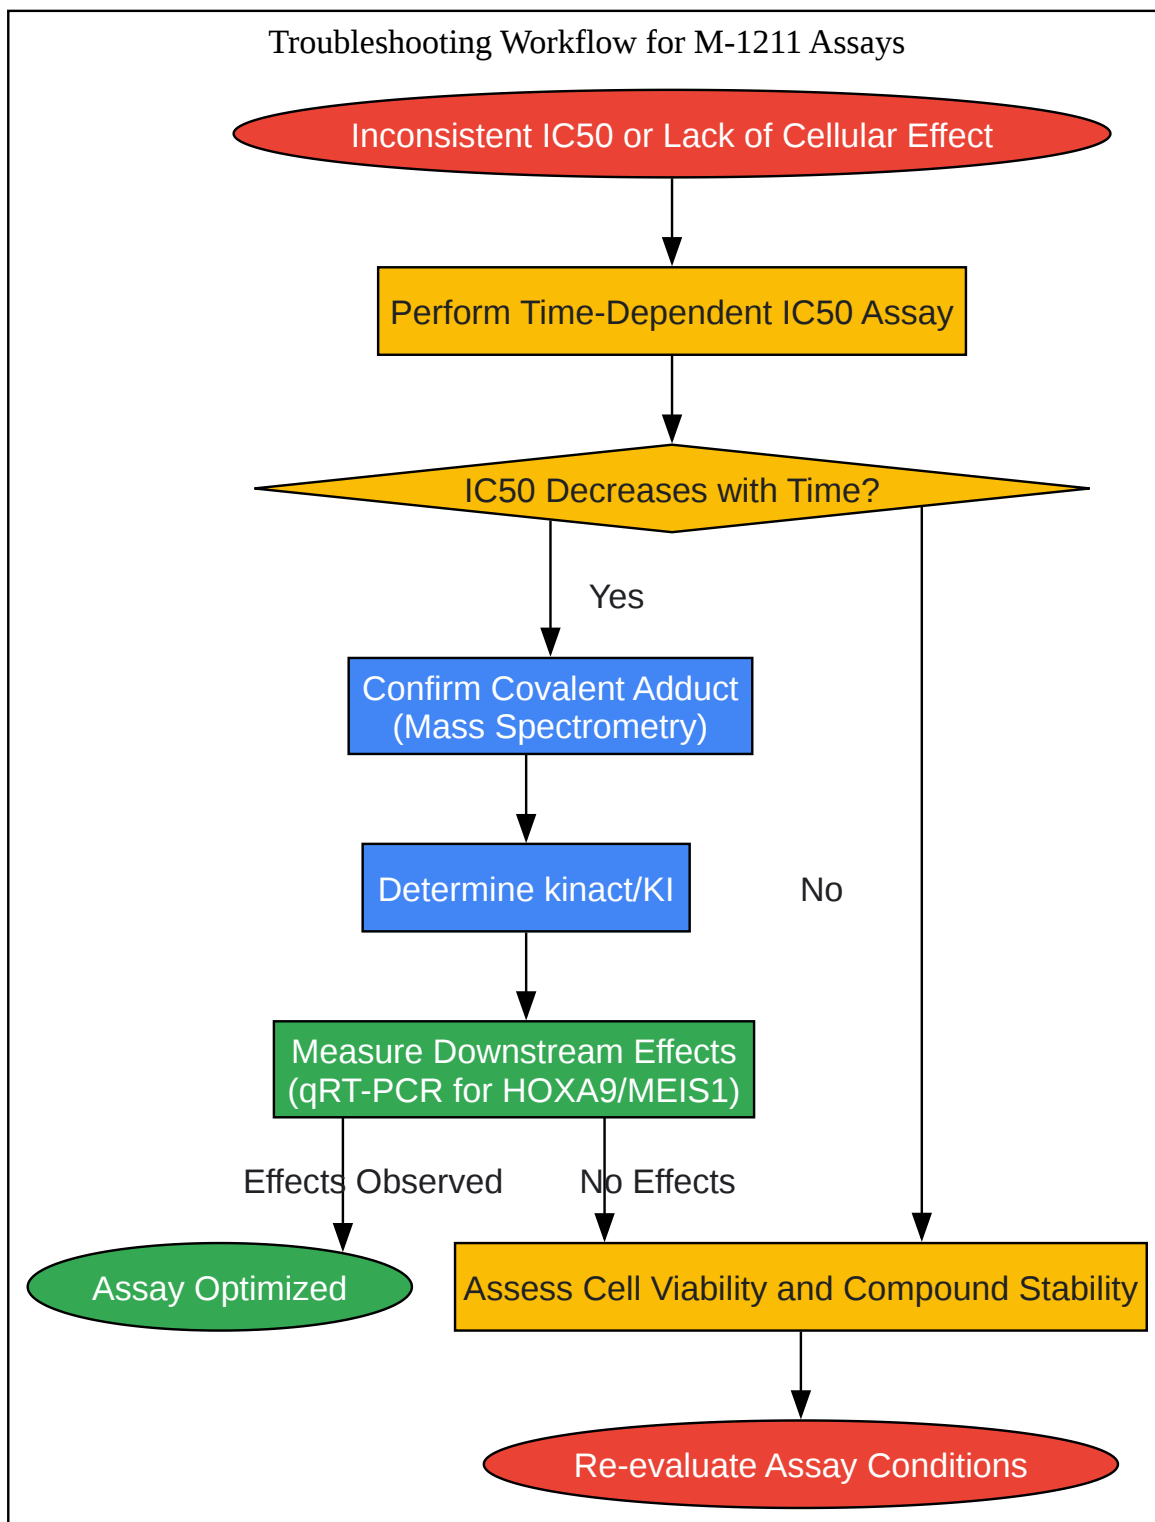 Troubleshooting Workflow for M-1211 Assays
Inconsistent IC50 or Lack of Cellular Effect
Perform Time-Dependent IC50 Assay
IC50 Decreases with Time?
Yes
Confirm Covalent Adduct
(Mass Spectrometry)
Determine kinact/KI
No
Measure Downstream Effects
(qRT-PCR for HOXA9/MEIS1)
Effects Observed
No Effects
Assay Optimized
Assess Cell Viability and Compound Stability
Re-evaluate Assay Conditions